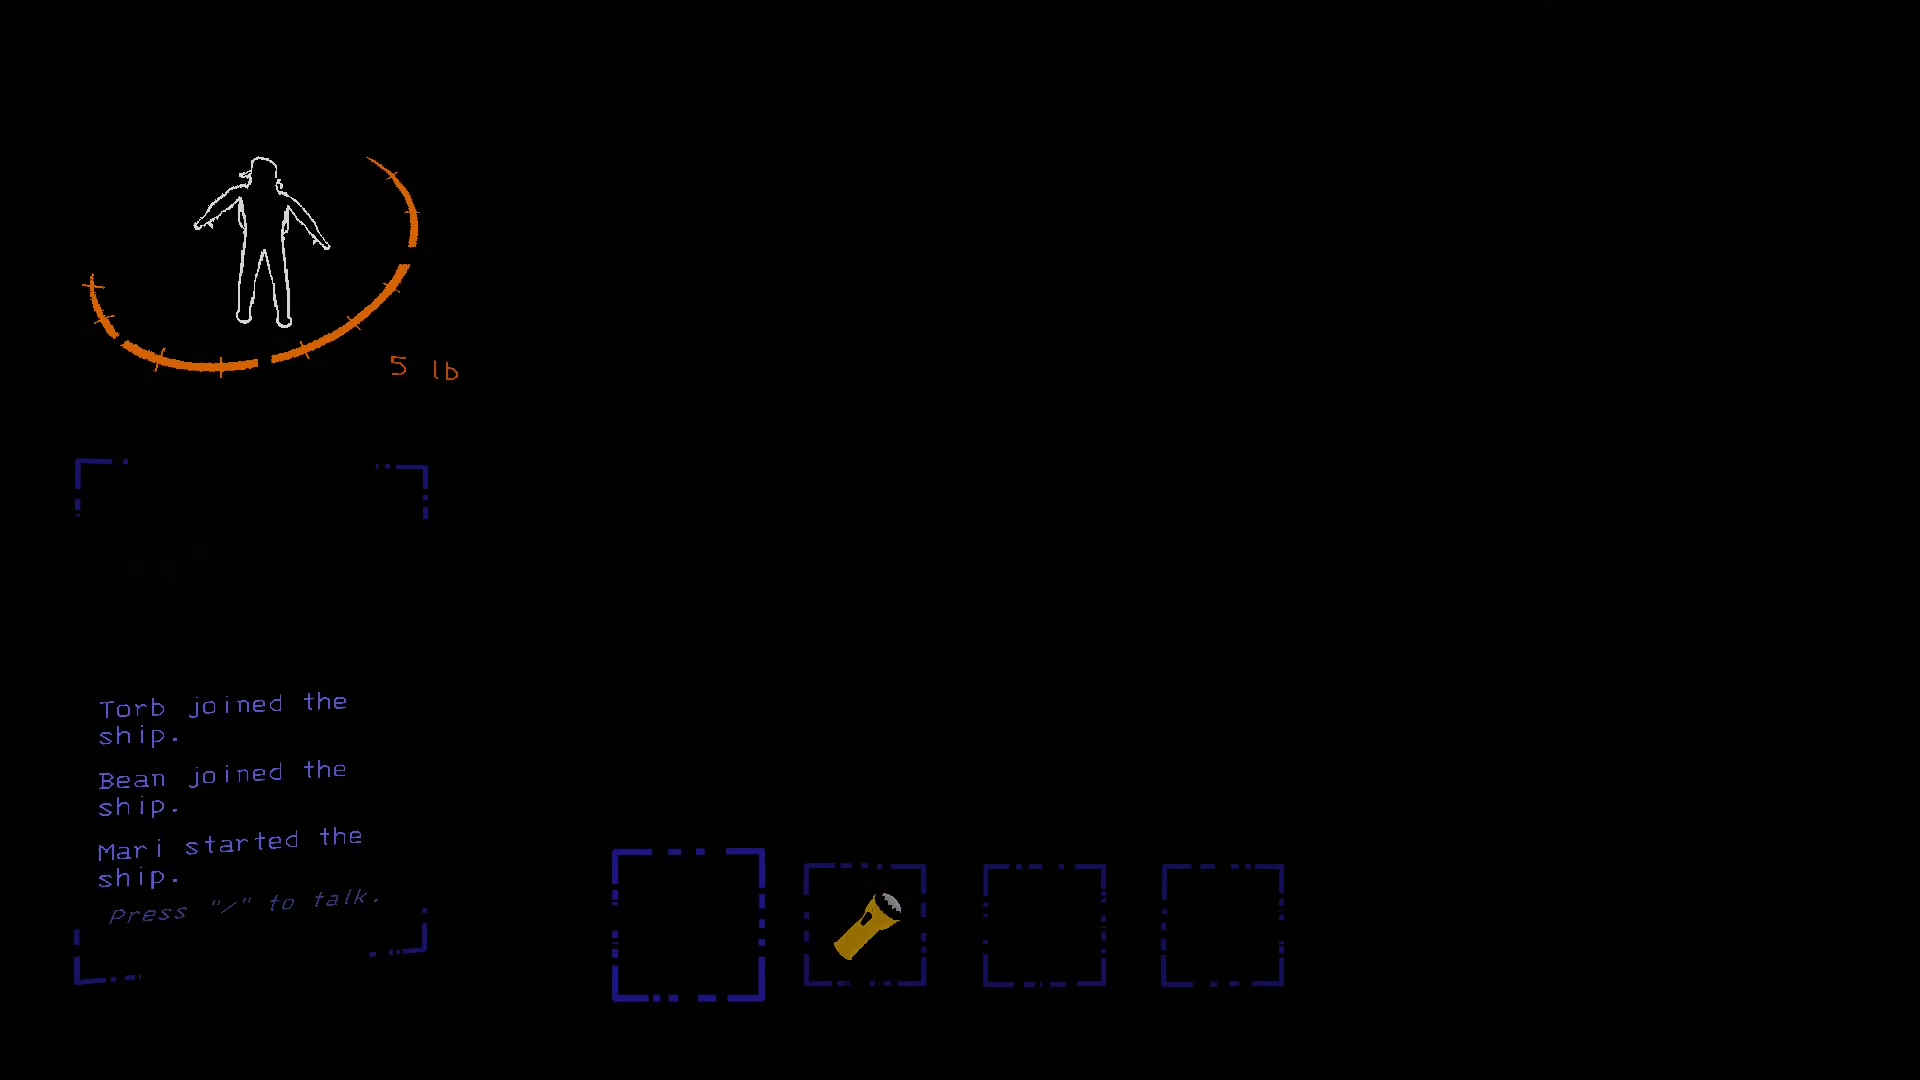 5 lb
Torb joined the
ship.
Bean joined the
ship.
Mari started the
ship.
Press "/" to talk.